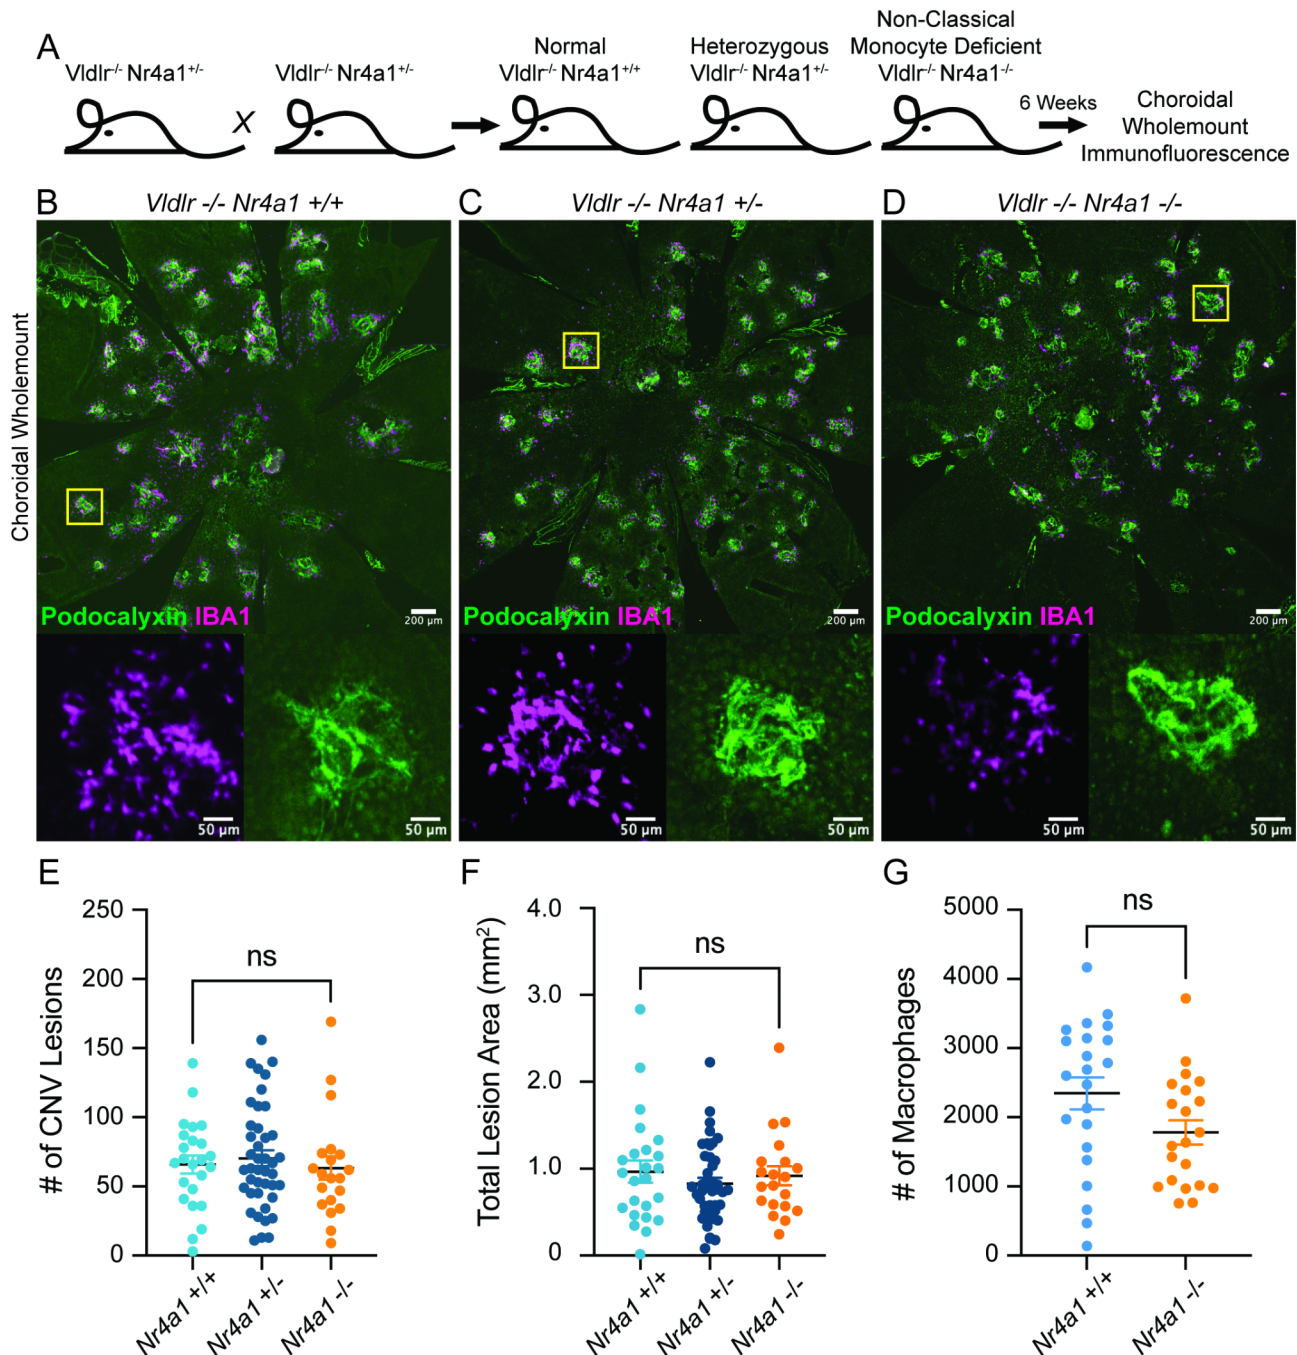 A
Vldlr-/- Nr4a1+/-
X
Vldlr-/- Nr4a1+/-
Normal
Vldlr-/- Nr4a1+/+
Heterozygous
Vldlr-/- Nr4a1+/-
Non-Classical
Monocyte Deficient
Vldlr-/- Nr4a1-/-
6 Weeks
Choroidal
Wholemount
Immunofluorescence
B
Vldlr -/- Nr4a1 +/+
C
Vldlr -/- Nr4a1 +/-
D
Vldlr -/- Nr4a1 -/-
Choroidal Wholemount
Podocalyxin IBA1
200 µm
Podocalyxin IBA1
200 µm
Podocalyxin IBA1
200 µm
50 µm
50 µm
50 µm
50 µm
50 µm
50 µm
E
# of CNV Lesions
250
200
150
100
50
0
ns
Nr4a1 +/+
Nr4a1 +/-
Nr4a1 -/-
F
Total Lesion Area (mm2)
4.0
3.0
2.0
1.0
0
ns
Nr4a1 +/+
Nr4a1 +/-
Nr4a1 -/-
G
# of Macrophages
5000
4000
3000
2000
1000
0
ns
Nr4a1 +/+
Nr4a1 -/-